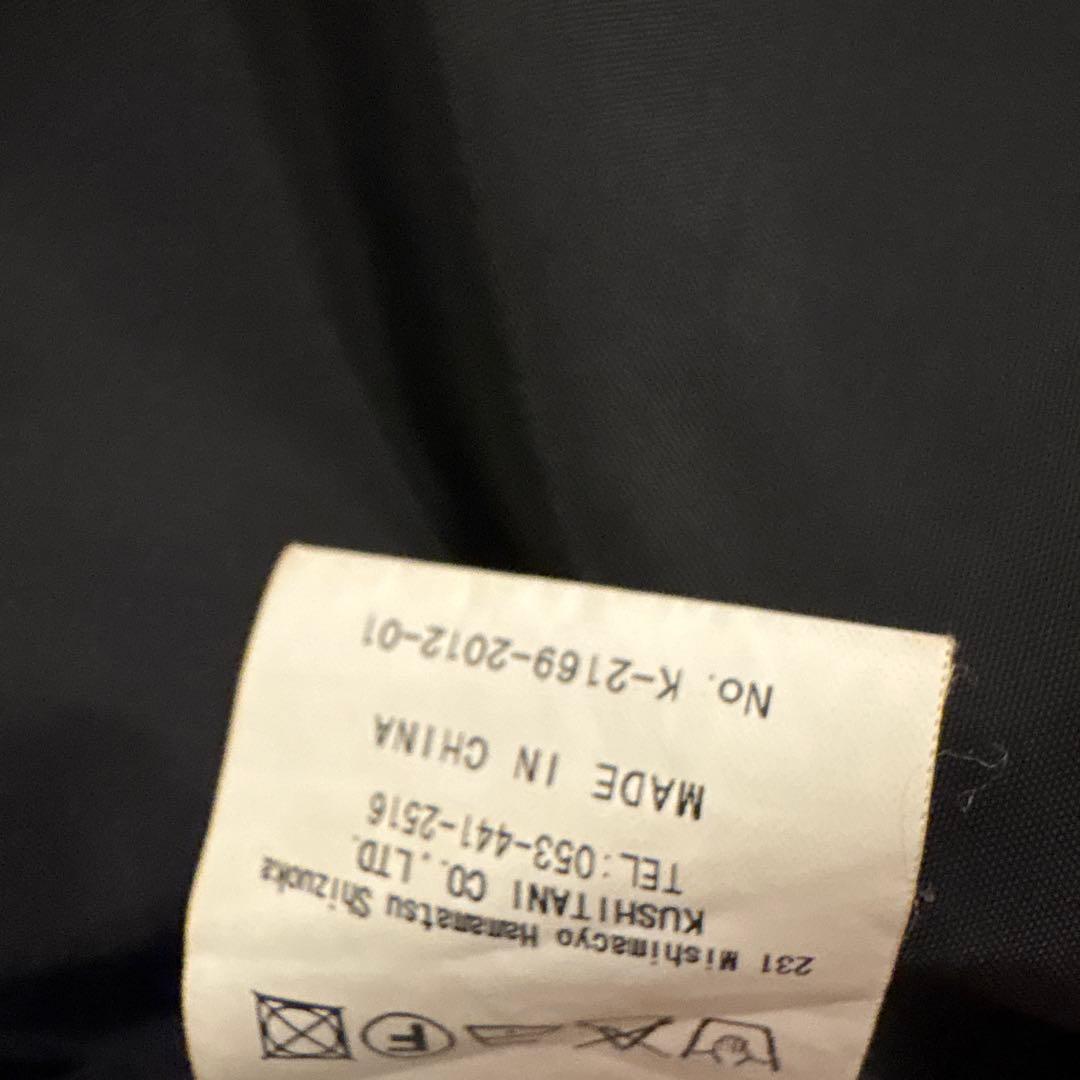 F
231 Mishimacyo Hamamatsu Shizuoka
KUSHITANI CO.,LTD.
TEL:053-441-2516
MADE IN CHINA
No. K-2169-2012-01